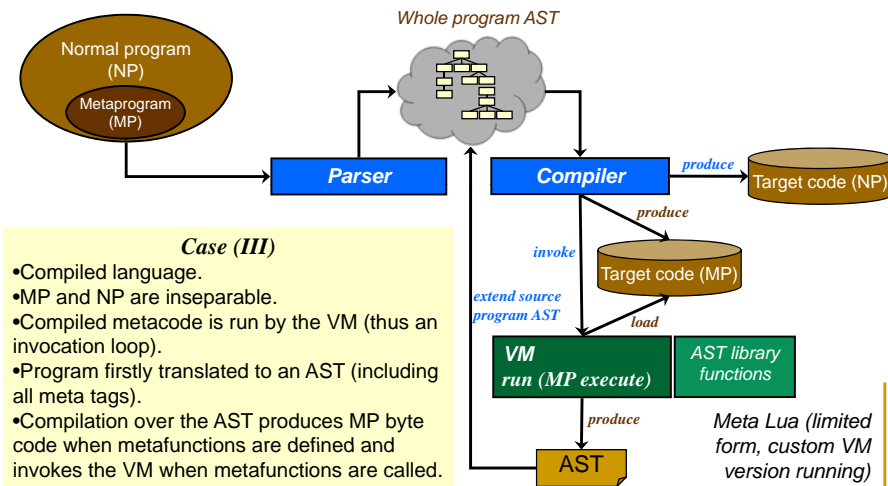 Whole program AST
Normal program
(NP)
Metaprogram
(MP)
Parser
Compiler
produce
Target code (NP)
produce
invoke
Target code (MP)
extend source
program AST
load
VM
run (MP execute)
AST library
functions
produce
AST
Case (III)
•Compiled language.
•MP and NP are inseparable.
•Compiled metacode is run by the VM (thus an
invocation loop).
•Program firstly translated to an AST (including
all meta tags).
•Compilation over the AST produces MP byte
code when metafunctions are defined and
invokes the VM when metafunctions are called.
Meta Lua (limited
form, custom VM
version running)